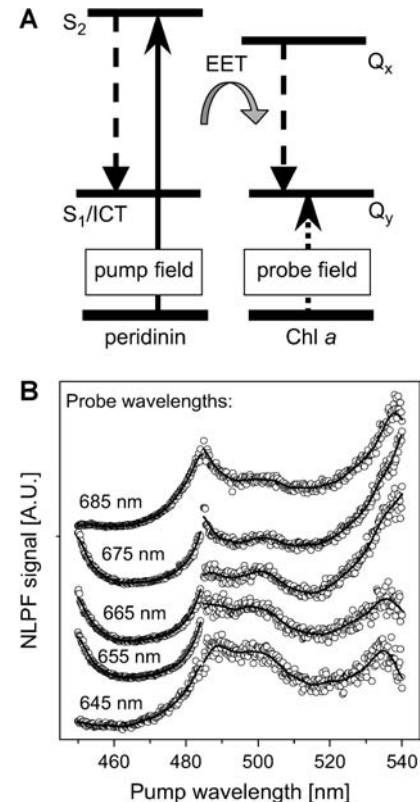 A
S₂
EET
Qₓ
S₁/ICT
Q_y
pump field
probe field
peridinin
Chl a
B
Probe wavelengths:
685 nm
675 nm
665 nm
655 nm
645 nm
NLPF signal [A.U.]
460 480 500 520 540
Pump wavelength [nm]